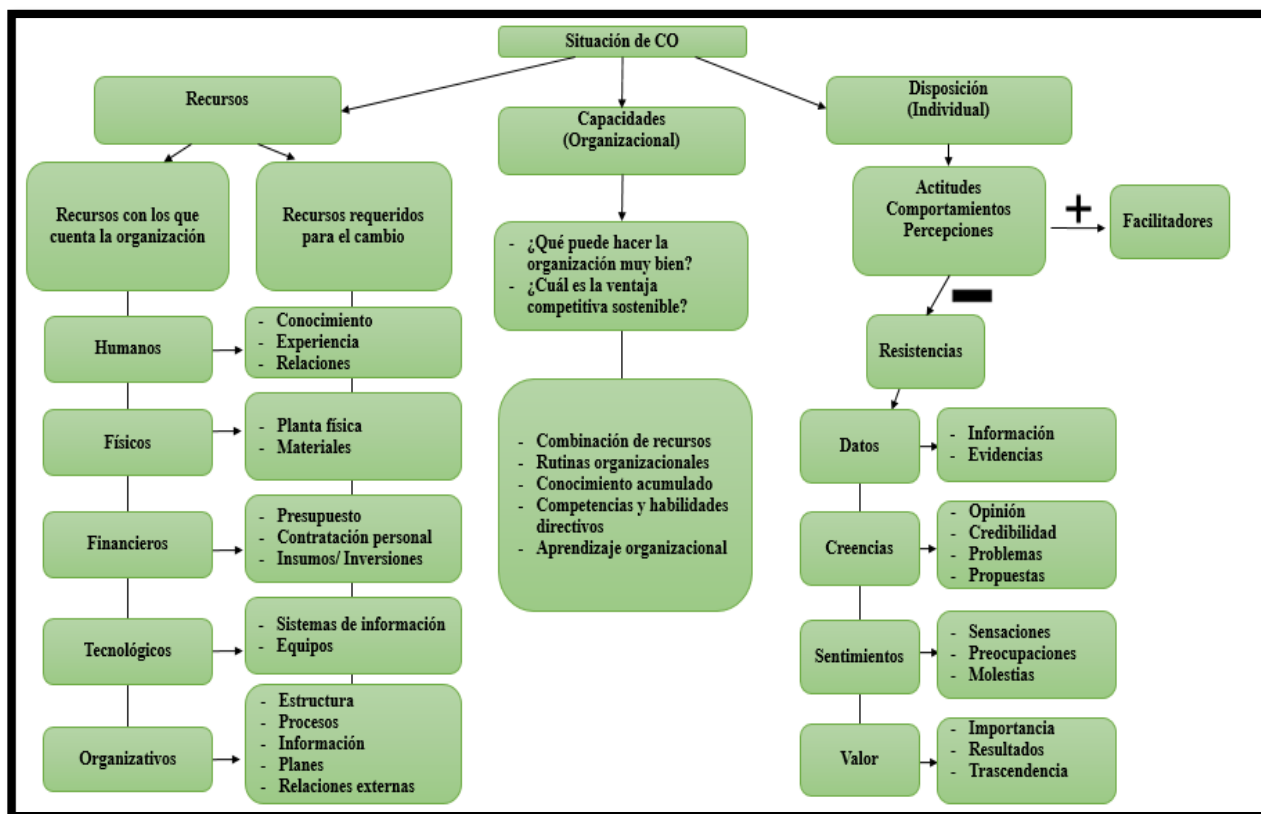 Situación de CO
Recursos
Recursos con los que
cuenta la organización
Recursos requeridos
para el cambio
Humanos
- Conocimiento
- Experiencia
- Relaciones
Físicos
- Planta física
- Materiales
Financieros
- Presupuesto
- Contratación personal
- Insumos/ Inversiones
Tecnológicos
- Sistemas de información
- Equipos
Organizativos
- Estructura
- Procesos
- Información
- Planes
- Relaciones externas
Capacidades
(Organizacional)
- ¿Qué puede hacer la
organización muy bien?
- ¿Cuál es la ventaja
competitiva sostenible?
- Combinación de recursos
- Rutinas organizacionales
- Conocimiento acumulado
- Competencias y habilidades
directivos
- Aprendizaje organizacional
Disposición
(Individual)
Actitudes
Comportamientos
Percepciones
+
Facilitadores
-
Resistencias
Datos
- Información
- Evidencias
Creencias
- Opinión
- Credibilidad
- Problemas
- Propuestas
Sentimientos
- Sensaciones
- Preocupaciones
- Molestias
Valor
- Importancia
- Resultados
- Trascendencia